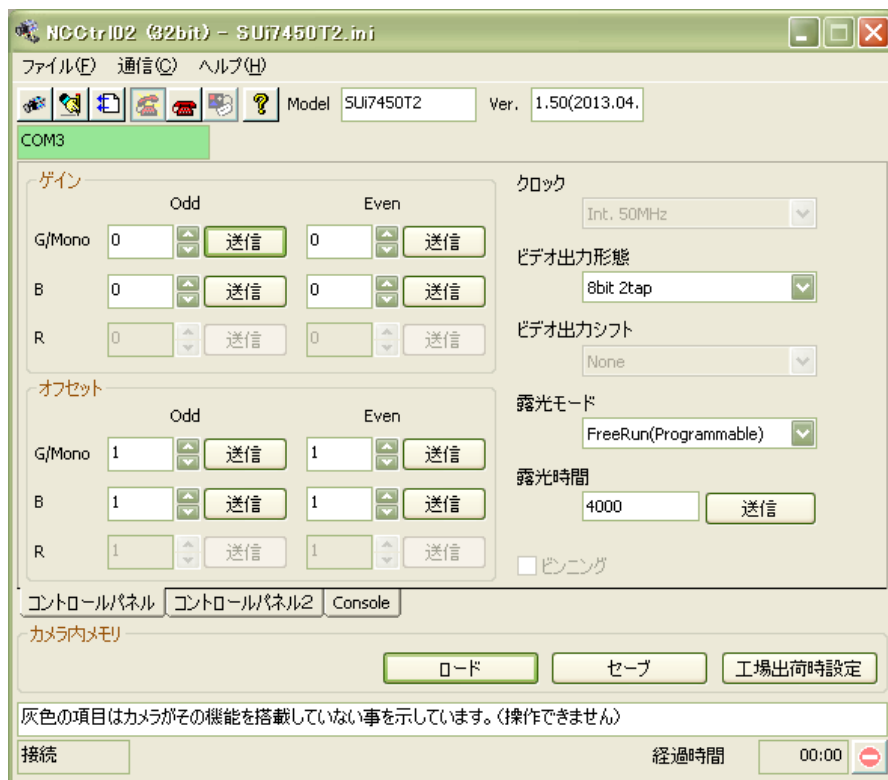 NCCtrl02 (32bit) - SUi7450T2.ini
ファイル(F) 通信(C) ヘルプ(H)
Model SUi7450T2 Ver. 1.50(2013.04.
COM3
ゲイン
Odd Even
G/Mono 0 送信 0 送信
B 0 送信 0 送信
R 0 送信 0 送信
オフセット
Odd Even
G/Mono 1 送信 1 送信
B 1 送信 1 送信
R 1 送信 1 送信
クロック
Int. 50MHz
ビデオ出力形態
8bit 2tap
ビデオ出力シフト
None
露光モード
FreeRun(Programmable)
露光時間
4000 送信
ビンニング
コントロールパネル コントロールパネル2 Console
カメラ内メモリ
ロード セーブ 工場出荷時設定
灰色の項目はカメラがその機能を搭載していない事を示しています。(操作できません)
接続 経過時間 00:00